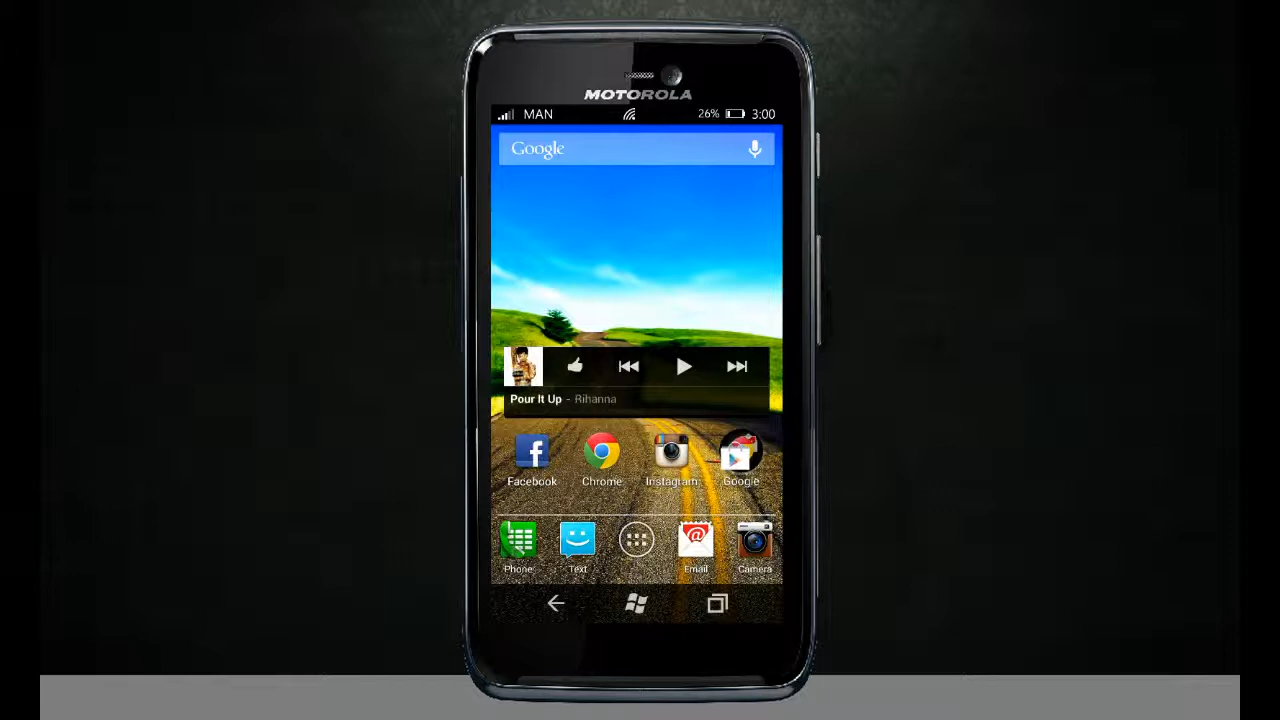 MOTOROLA
MAN 26% 3:00
Google
Pour It Up - Rihanna
Facebook Chrome Instagram Google
Phone Text Email Camera